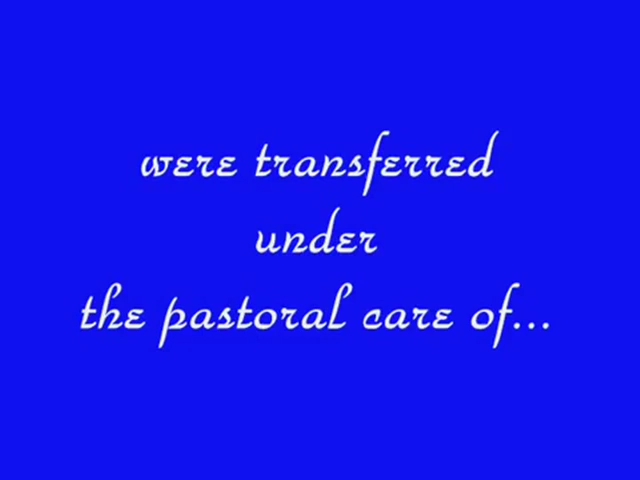 were transferred
under
the pastoral care of...